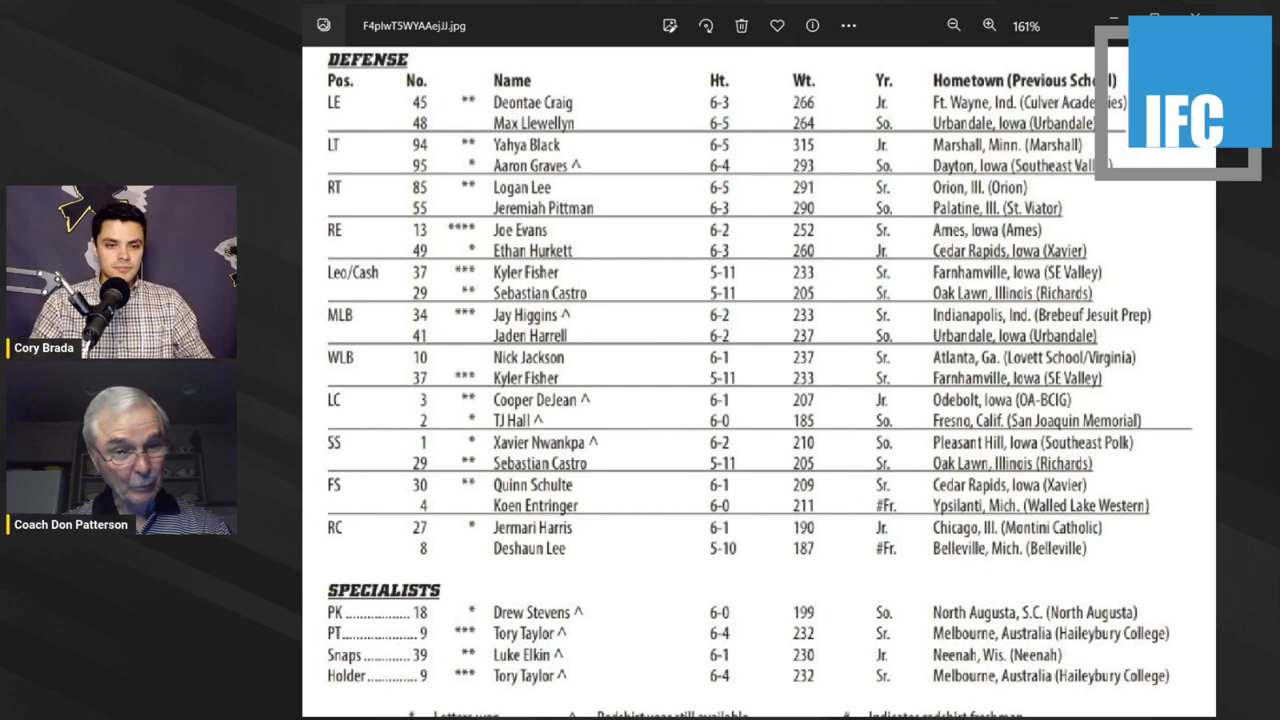 F4pIwT5WYAAejJJ.jpg
161%
IFC
DEFENSE
Pos. No. Name Ht. Wt. Yr. Hometown (Previous School)
LE 45 ** Deontae Craig 6-3 266 Jr. Ft. Wayne, Ind. (Culver Academies)
48 Max Llewellyn 6-5 264 So. Urbandale, Iowa (Urbandale)
LT 94 ** Yahya Black 6-5 315 Jr. Marshall, Minn. (Marshall)
95 * Aaron Graves ^ 6-4 293 So. Dayton, Iowa (Southeast Valley)
RT 85 ** Logan Lee 6-5 291 Sr. Orion, Ill. (Orion)
55 Jeremiah Pittman 6-3 290 So. Palatine, Ill. (St. Viator)
RE 13 **** Joe Evans 6-2 252 Sr. Ames, Iowa (Ames)
49 * Ethan Hurkett 6-3 260 Jr. Cedar Rapids, Iowa (Xavier)
Leo/Cash 37 *** Kyler Fisher 5-11 233 Sr. Farnhamville, Iowa (SE Valley)
29 ** Sebastian Castro 5-11 205 Sr. Oak Lawn, Illinois (Richards)
MLB 34 *** Jay Higgins ^ 6-2 233 Sr. Indianapolis, Ind. (Brebeuf Jesuit Prep)
41 Jaden Harrell 6-2 237 So. Urbandale, Iowa (Urbandale)
WLB 10 Nick Jackson 6-1 237 Sr. Atlanta, Ga. (Lovett School/Virginia)
37 *** Kyler Fisher 5-11 233 Sr. Farnhamville, Iowa (SE Valley)
LC 3 ** Cooper DeJean ^ 6-1 207 Jr. Odebolt, Iowa (OA-BCIG)
2 * TJ Hall ^ 6-0 185 So. Fresno, Calif. (San Joaquin Memorial)
SS 1 * Xavier Nwankpa ^ 6-2 210 So. Pleasant Hill, Iowa (Southeast Polk)
29 ** Sebastian Castro 5-11 205 Sr. Oak Lawn, Illinois (Richards)
FS 30 ** Quinn Schulte 6-1 209 Sr. Cedar Rapids, Iowa (Xavier)
4 Koen Entringer 6-0 211 #Fr. Ypsilanti, Mich. (Walled Lake Western)
RC 27 * Jermari Harris 6-1 190 Jr. Chicago, Ill. (Montini Catholic)
8 Deshaun Lee 5-10 187 #Fr. Belleville, Mich. (Belleville)
SPECIALISTS
PK............... 18 * Drew Stevens ^ 6-0 199 So. North Augusta, S.C. (North Augusta)
PT................. 9 *** Tory Taylor ^ 6-4 232 Sr. Melbourne, Australia (Haileybury College)
Snaps .......... 39 ** Luke Elkin ^ 6-1 230 Jr. Neenah, Wis. (Neenah)
Holder........... 9 *** Tory Taylor ^ 6-4 232 Sr. Melbourne, Australia (Haileybury College)
* Letters won ^ Redshirt year still available # Indicates redshirt freshman
Cory Brada
Coach Don Patterson